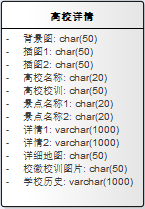 高校详情
- 背景图: char(50)
- 插图1: char(50)
- 插图2: char(50)
- 高校名称: char(20)
- 高校校训: char(50)
- 景点名称1: char(20)
- 景点名称2: char(20)
- 详情1: varchar(1000)
- 详情2: varchar(1000)
- 详细地图: char(50)
- 校徽校训图片: char(50)
- 学校历史: varchar(1000)